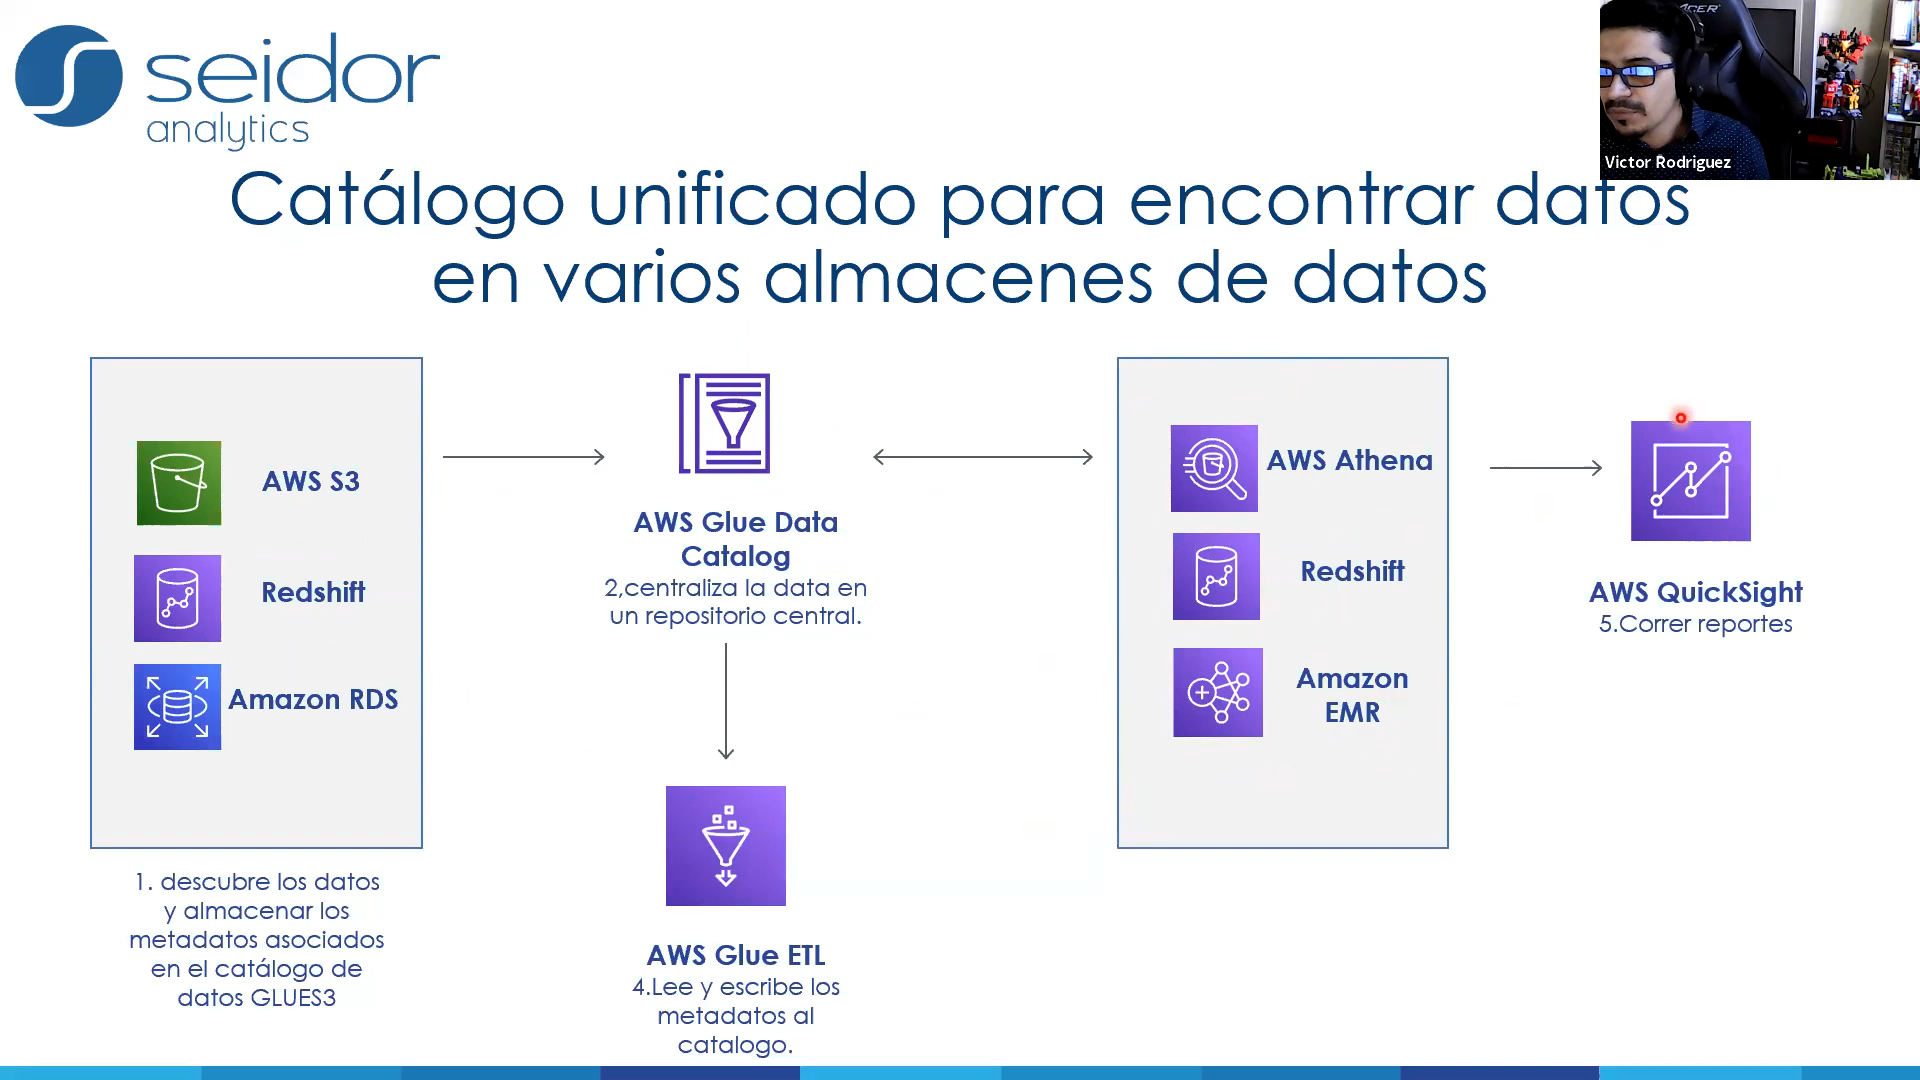 seidor
analytics
ACER
Victor Rodriguez
Catálogo unificado para encontrar datos
en varios almacenes de datos
AWS S3
Redshift
Amazon RDS
1. descubre los datos
y almacenar los
metadatos asociados
en el catálogo de
datos GLUES3
AWS Glue Data
Catalog
2,centraliza la data en
un repositorio central.
AWS Glue ETL
4.Lee y escribe los
metadatos al
catalogo.
AWS Athena
Redshift
Amazon
EMR
AWS QuickSight
5.Correr reportes